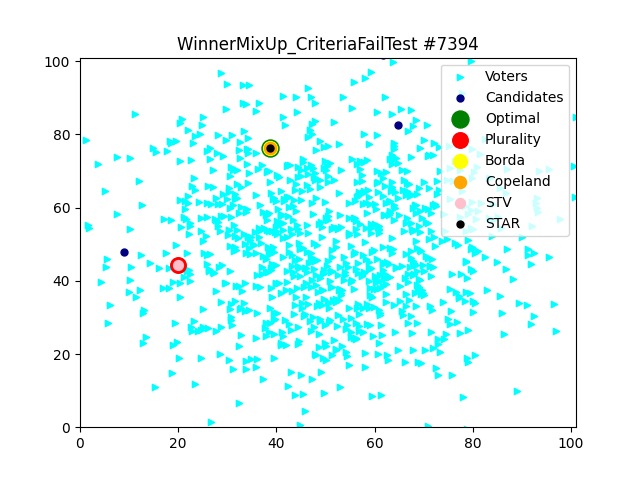 WinnerMixUp_CriteriaFailTest #7394
100
80
60
40
20
0
0 20 40 60 80 100
Voters
Candidates
Optimal
Plurality
Borda
Copeland
STV
STAR